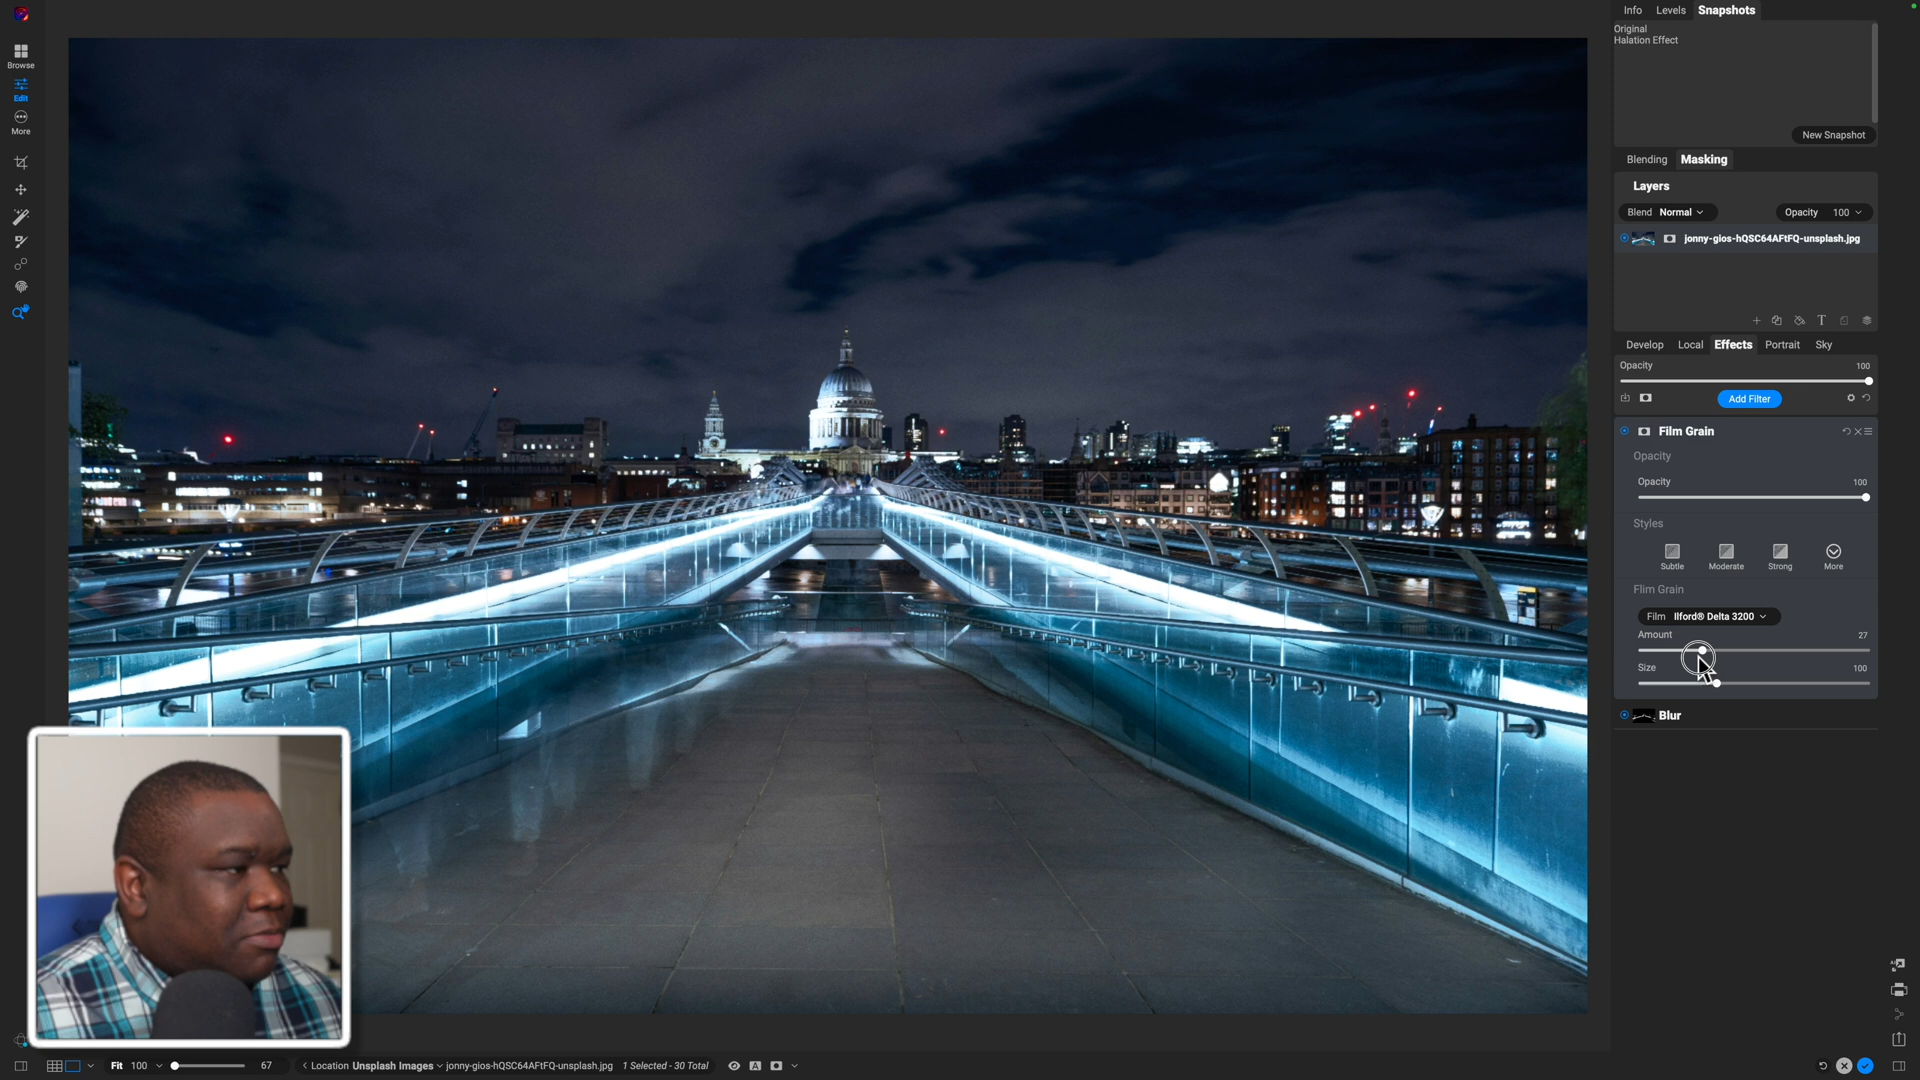 Info Levels Snapshots
Original
Halation Effect
New Snapshot
Browse
Edit
More
Blending Masking
Layers
Blend Normal Opacity 100
jonny-gios-hQSC64AFtFQ-unsplash.jpg
T
Develop Local Effects Portrait Sky
Opacity 100
Add Filter
Film Grain
Opacity
Opacity 100
Styles
Subtle Moderate Strong More
Flim Grain
Film Ilford® Delta 3200
Amount 27
Size 100
Blur
Fit 100 67 Location Unsplash Images jonny-gios-hQSC64AFtFQ-unsplash.jpg 1 Selected - 30 Total A